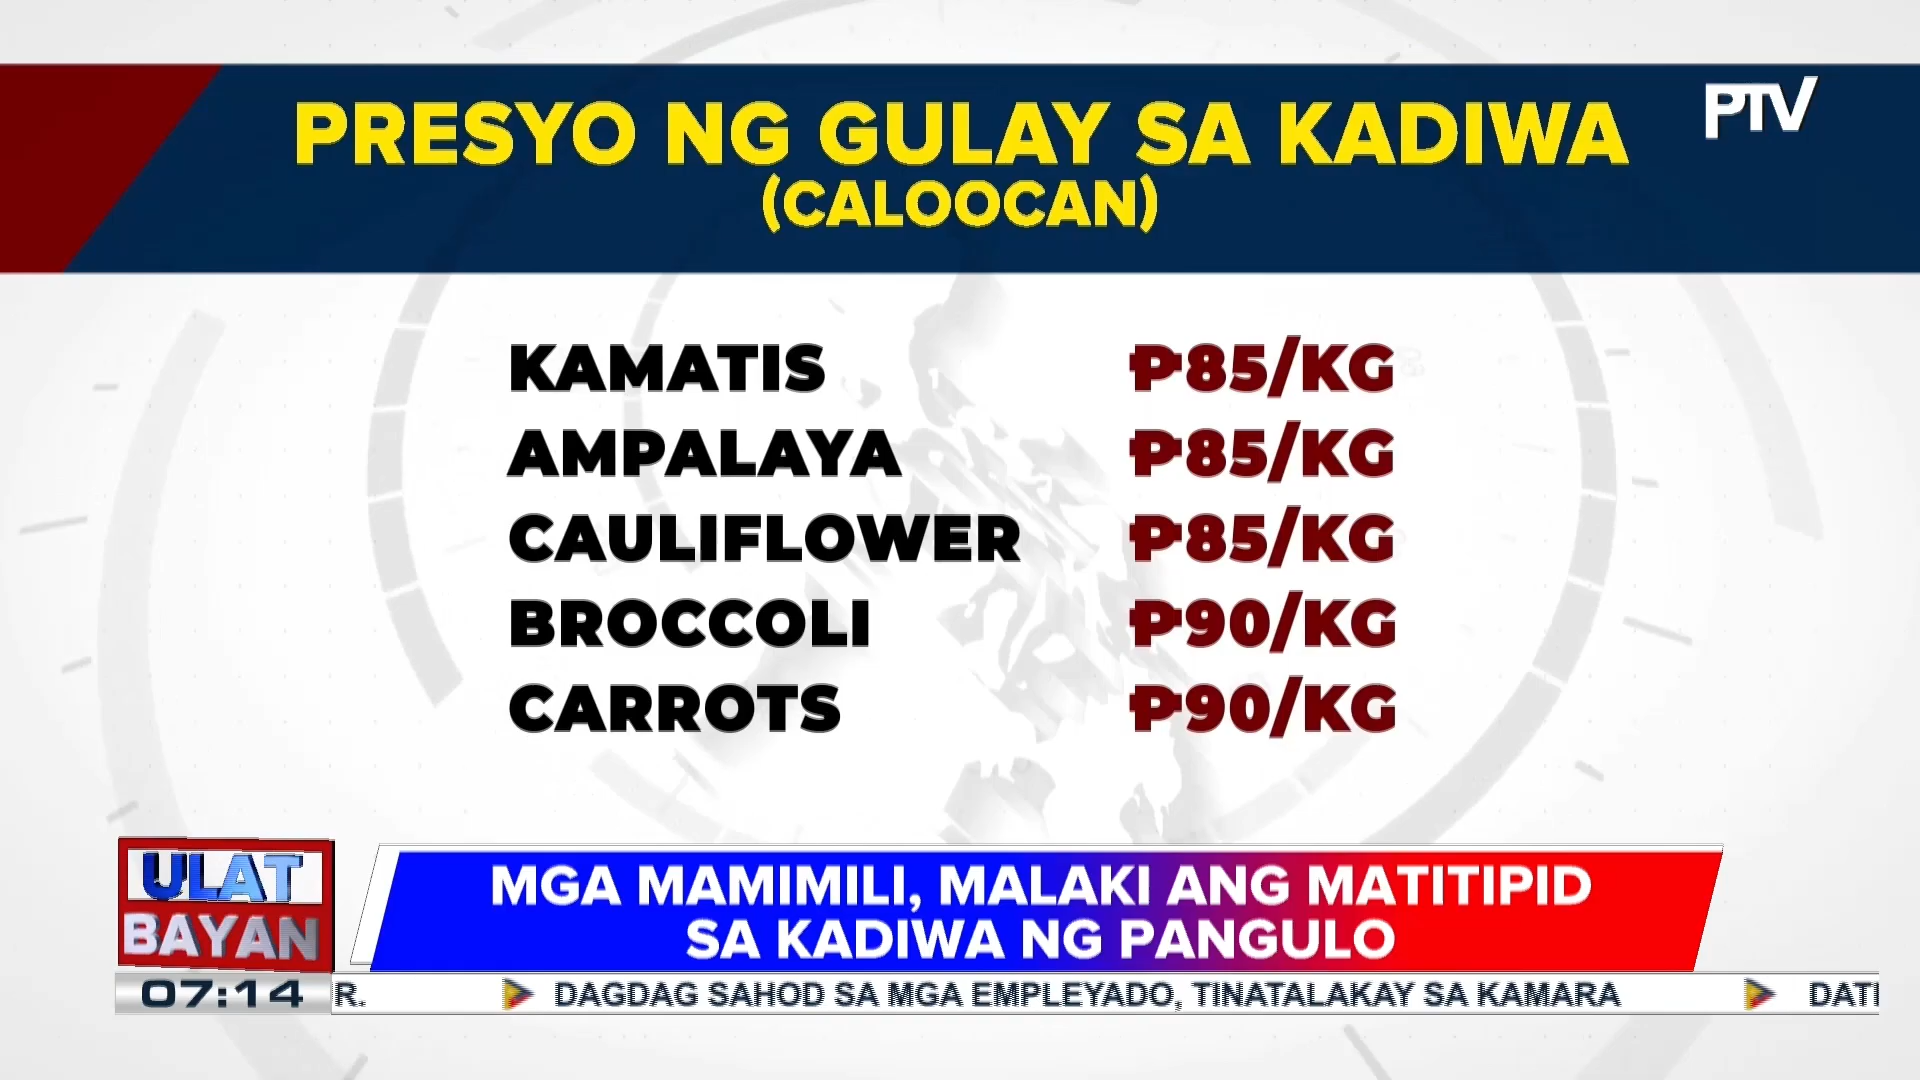 PRESYO NG GULAY SA KADIWA
(CALOOCAN)
PTV
KAMATIS ₱85/KG
AMPALAYA ₱85/KG
CAULIFLOWER ₱85/KG
BROCCOLI ₱90/KG
CARROTS ₱90/KG
ULAT
BAYAN
MGA MAMIMILI, MALAKI ANG MATITIPID
SA KADIWA NG PANGULO
07:14 R. DAGDAG SAHOD SA MGA EMPLEYADO, TINATALAKAY SA KAMARA DATI